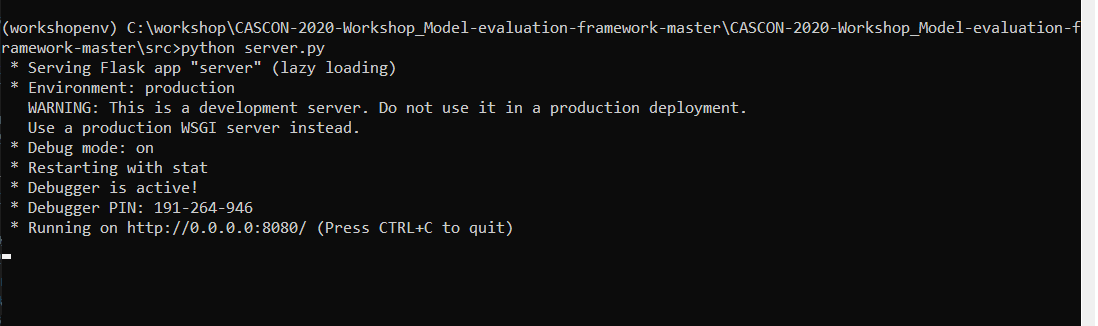 (workshopenv) C:\workshop\CASCON-2020-Workshop_Model-evaluation-framework-master\CASCON-2020-Workshop_Model-evaluation-f
ramework-master\src>python server.py
* Serving Flask app "server" (lazy loading)
* Environment: production
WARNING: This is a development server. Do not use it in a production deployment.
Use a production WSGI server instead.
* Debug mode: on
* Restarting with stat
* Debugger is active!
* Debugger PIN: 191-264-946
* Running on http://0.0.0.0:8080/ (Press CTRL+C to quit)